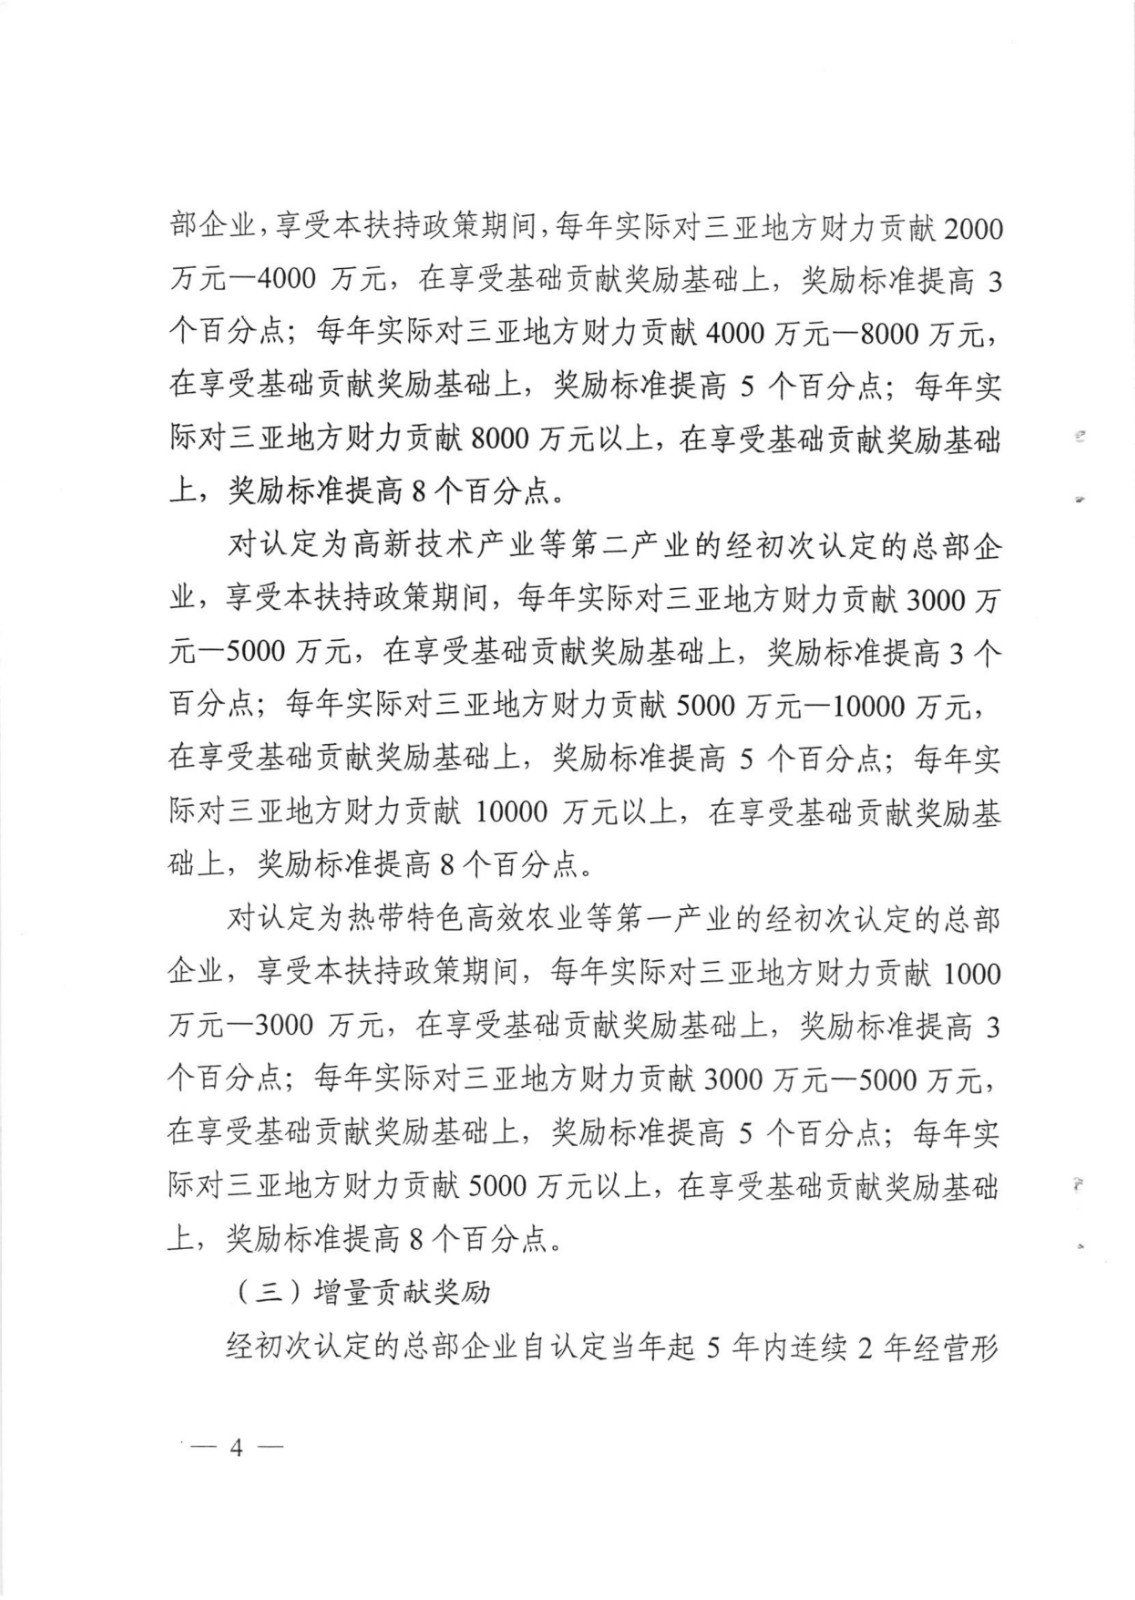 部企业,享受本扶持政策期间,每年实际对三亚地方财力贡献 2000
万元—4000 万元，在享受基础贡献奖励基础上，奖励标准提高 3
个百分点；每年实际对三亚地方财力贡献 4000 万元—8000 万元，
在享受基础贡献奖励基础上，奖励标准提高 5 个百分点；每年实
际对三亚地方财力贡献 8000 万元以上，在享受基础贡献奖励基础
上，奖励标准提高 8 个百分点。
对认定为高新技术产业等第二产业的经初次认定的总部企
业，享受本扶持政策期间，每年实际对三亚地方财力贡献 3000 万
元—5000 万元，在享受基础贡献奖励基础上，奖励标准提高 3 个
百分点；每年实际对三亚地方财力贡献 5000 万元—10000 万元，
在享受基础贡献奖励基础上，奖励标准提高 5 个百分点；每年实
际对三亚地方财力贡献 10000 万元以上，在享受基础贡献奖励基
础上，奖励标准提高 8 个百分点。
对认定为热带特色高效农业等第一产业的经初次认定的总部
企业，享受本扶持政策期间，每年实际对三亚地方财力贡献 1000
万元—3000 万元，在享受基础贡献奖励基础上，奖励标准提高 3
个百分点；每年实际对三亚地方财力贡献 3000 万元—5000 万元，
在享受基础贡献奖励基础上，奖励标准提高 5 个百分点；每年实
际对三亚地方财力贡献 5000 万元以上，在享受基础贡献奖励基础
上，奖励标准提高 8 个百分点。
（三）增量贡献奖励
经初次认定的总部企业自认定当年起 5 年内连续 2 年经营形
— 4 —